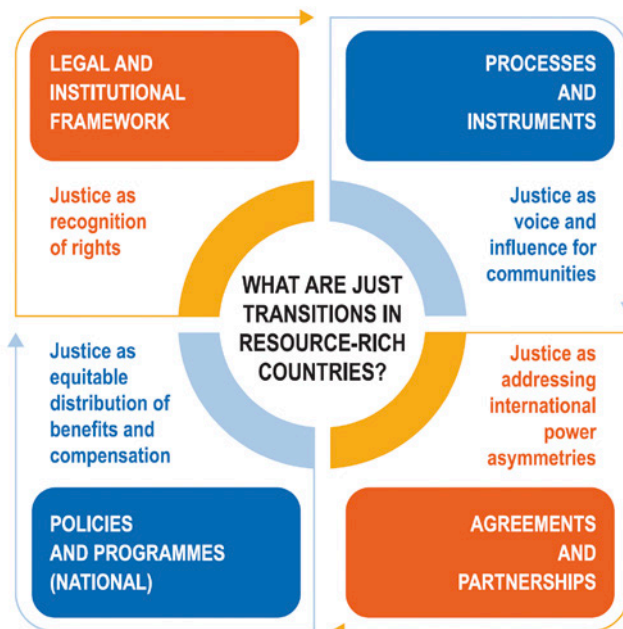 LEGAL AND
INSTITUTIONAL
FRAMEWORK
Justice as
recognition
of rights
PROCESSES
AND
INSTRUMENTS
Justice as
voice and
influence for
communities
WHAT ARE JUST
TRANSITIONS IN
RESOURCE-RICH
COUNTRIES?
Justice as
equitable
distribution of
benefits and
compensation
POLICIES
AND PROGRAMMES
(NATIONAL)
Justice as
addressing
international
power
asymmetries
AGREEMENTS
AND
PARTNERSHIPS